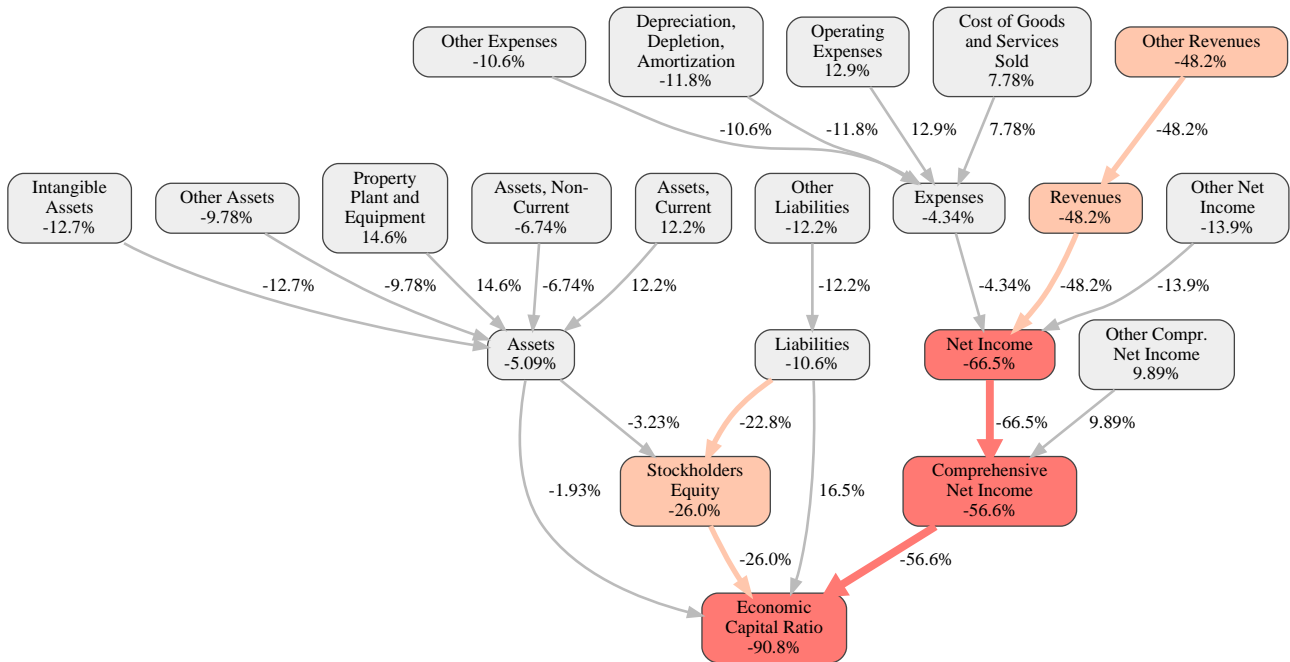 Other Expenses
-10.6%
Depreciation,
Depletion,
Amortization
-11.8%
Operating
Expenses
12.9%
Cost of Goods
and Services
Sold
7.78%
Other Revenues
-48.2%
-10.6%
-11.8%
12.9%
7.78%
-48.2%
Intangible
Assets
-12.7%
Other Assets
-9.78%
Property
Plant and
Equipment
14.6%
Assets, Non-
Current
-6.74%
Assets,
Current
12.2%
Other
Liabilities
-12.2%
Expenses
-4.34%
Revenues
-48.2%
Other Net
Income
-13.9%
-12.7%
-9.78%
14.6%
-6.74%
12.2%
-12.2%
-4.34%
-48.2%
-13.9%
Assets
-5.09%
Liabilities
-10.6%
Net Income
-66.5%
Other Compr.
Net Income
9.89%
-3.23%
-22.8%
-66.5%
9.89%
-1.93%
Stockholders
Equity
-26.0%
16.5%
Comprehensive
Net Income
-56.6%
-26.0%
-56.6%
Economic
Capital Ratio
-90.8%